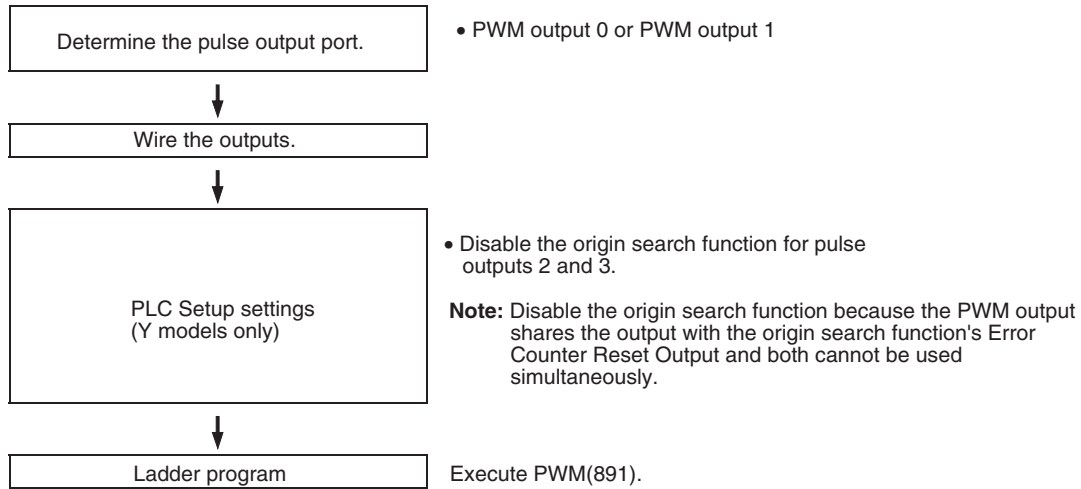 Determine the pulse output port.
• PWM output 0 or PWM output 1
Wire the outputs.
PLC Setup settings
(Y models only)
• Disable the origin search function for pulse
outputs 2 and 3.
Note: Disable the origin search function because the PWM output
shares the output with the origin search function's Error
Counter Reset Output and both cannot be used
simultaneously.
Ladder program
Execute PWM(891).